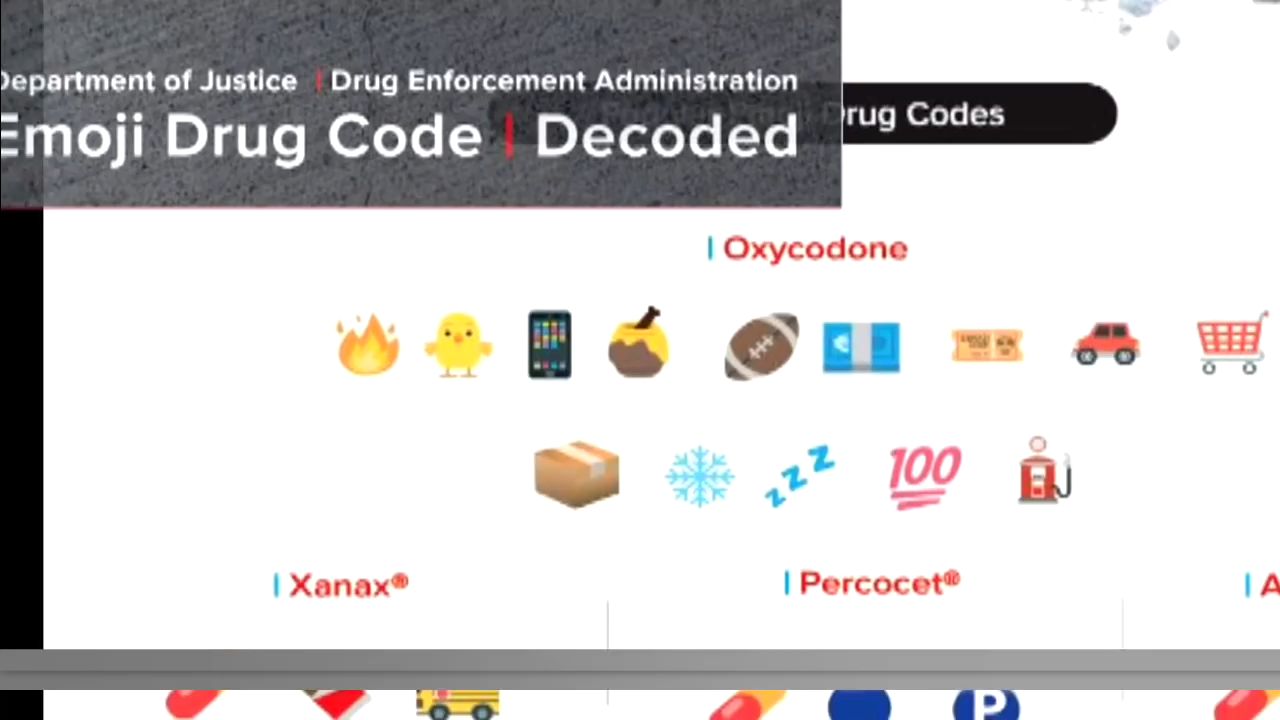 Department of Justice | Drug Enforcement Administration
Emoji Drug Code | Decoded
Drug Codes
| Oxycodone
100
| Xanax®
| Percocet®
| A
P